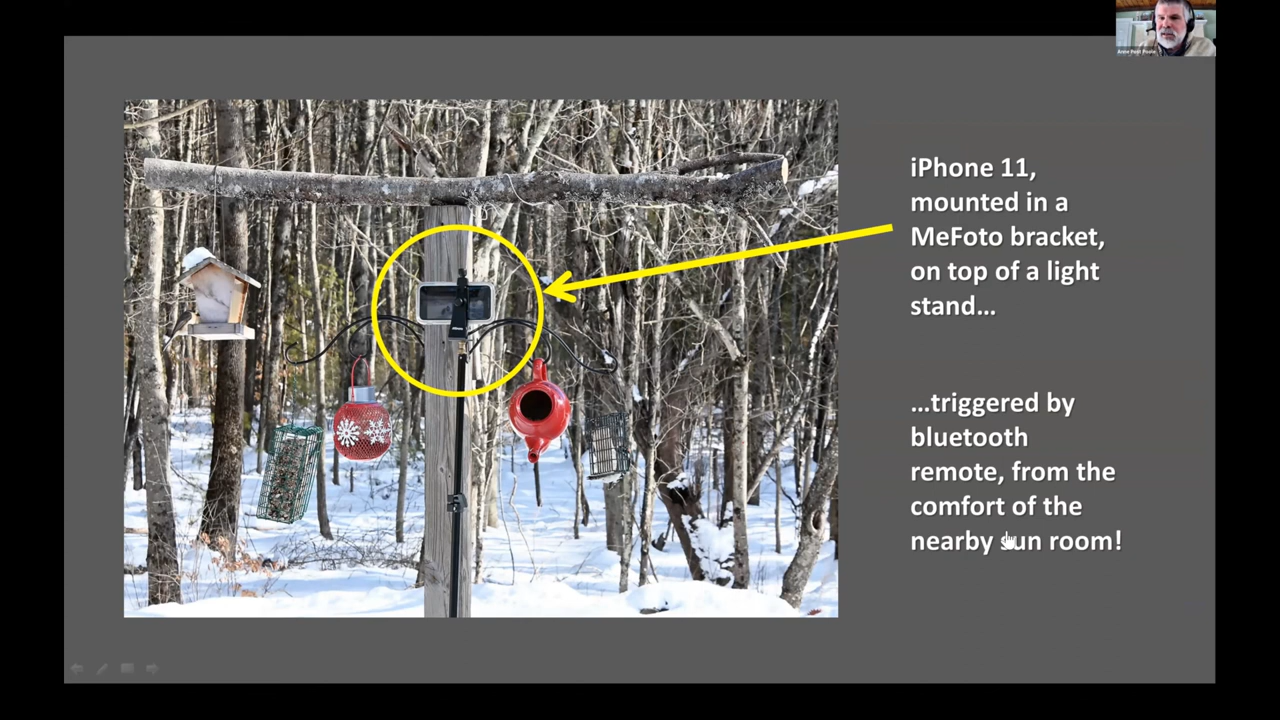 iPhone 11,
mounted in a
MeFoto bracket,
on top of a light
stand...
...triggered by
bluetooth
remote, from the
comfort of the
nearby sun room!